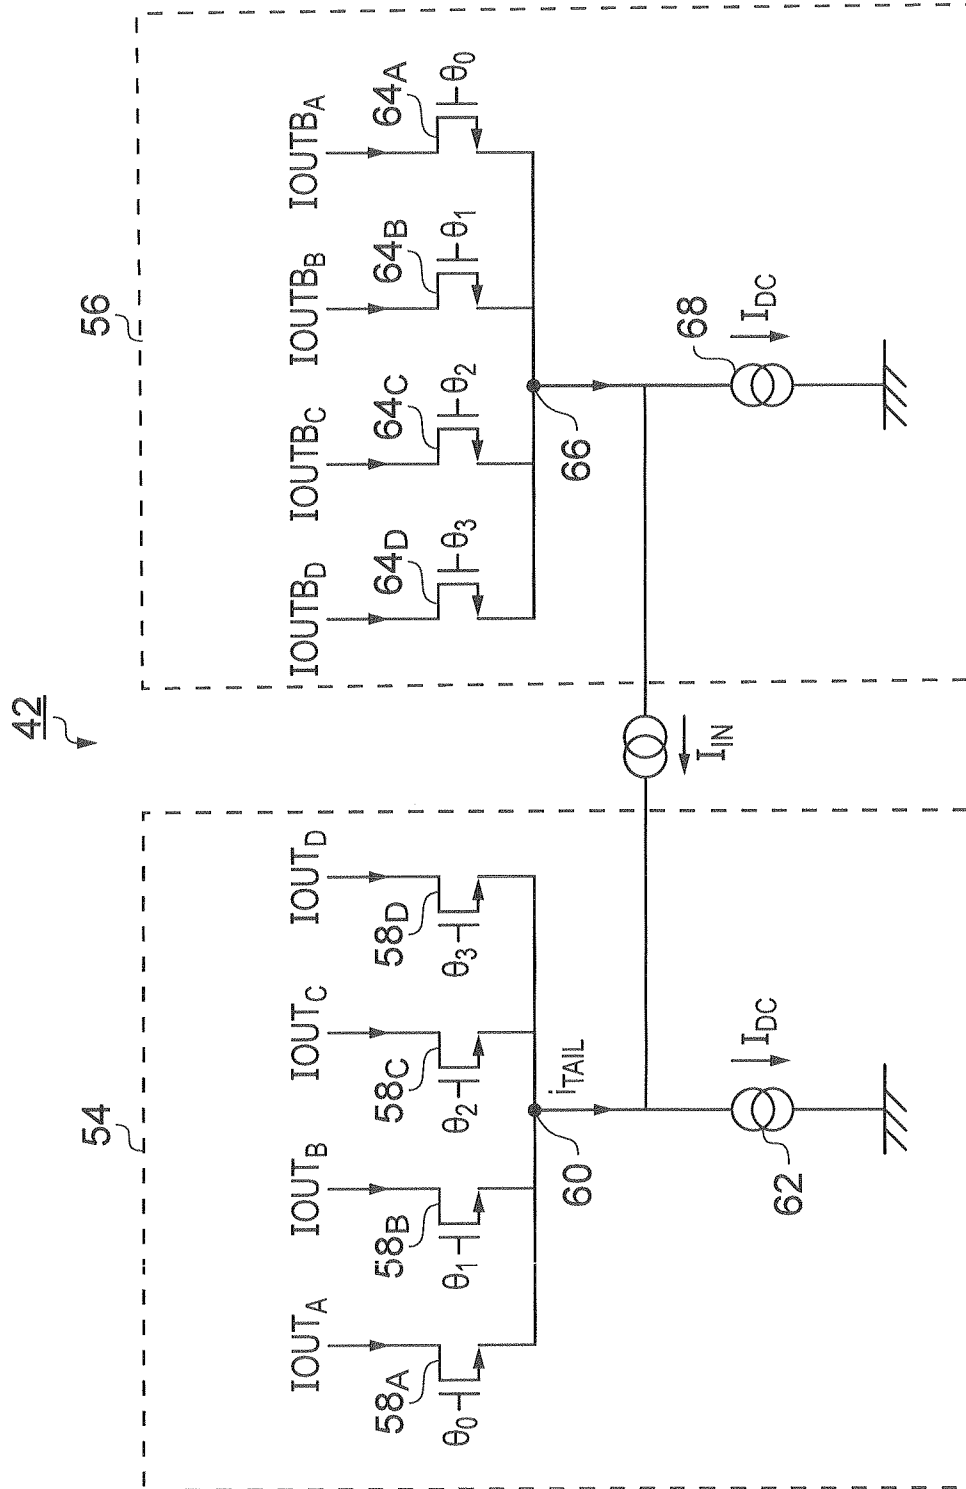 42
54
56
IOUT_A
IOUT_B
IOUT_C
IOUT_D
IOUTB_D
IOUTB_C
IOUTB_B
IOUTB_A
58A
58B
58C
58D
64D
64C
64B
64A
θ0
θ1
θ2
θ3
θ3
θ2
θ1
θ0
60
i_TAIL
66
I_IN
62
I_DC
68
I_DC